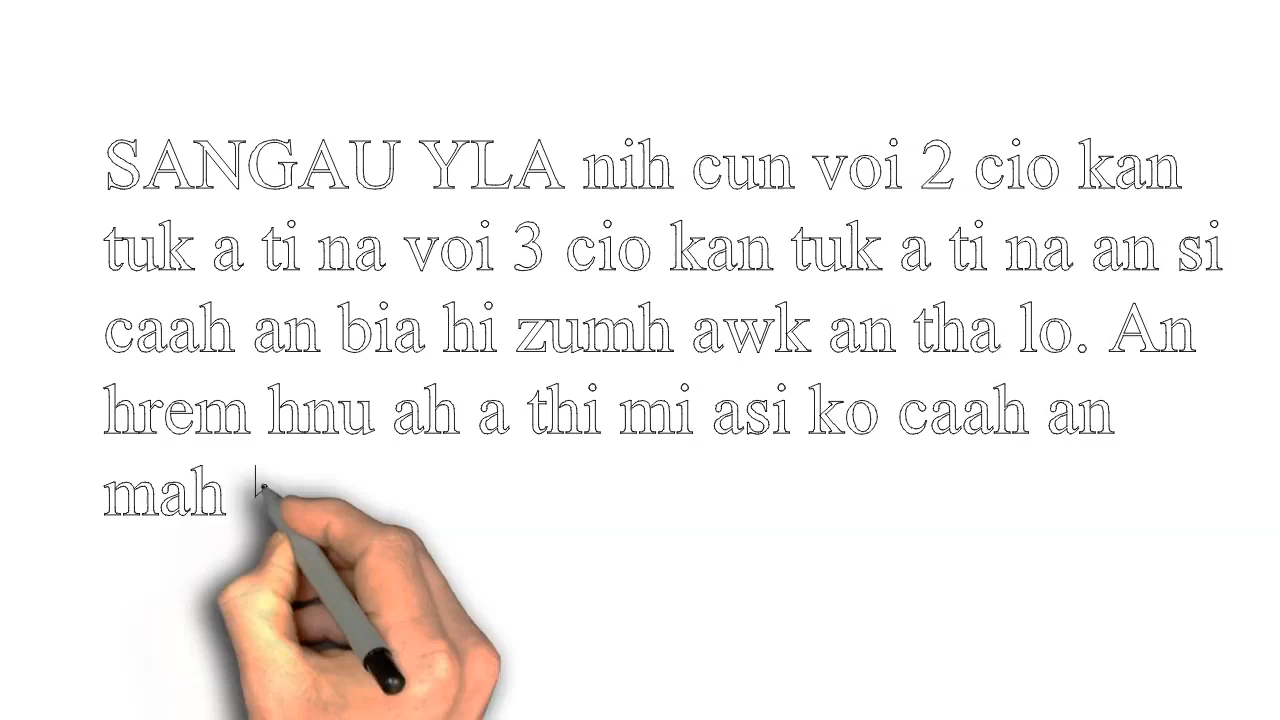 SANGAU YLA nih cun voi 2 cio kan
tuk a ti na voi 3 cio kan tuk a ti na an si
caah an bia hi zumh awk an tha lo. An
hrem hnu ah a thi mi asi ko caah an
mah